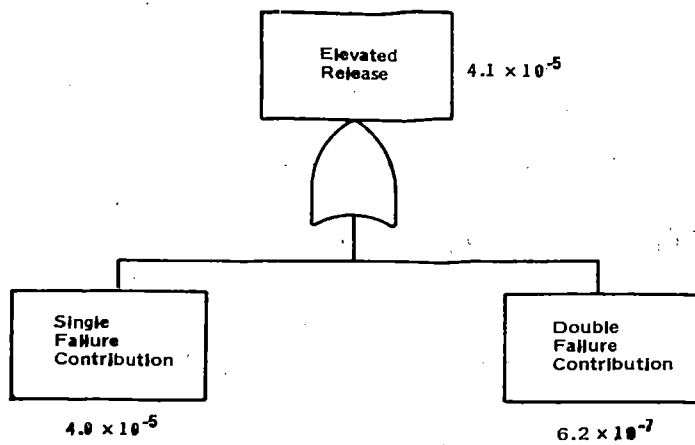 Elevated
Release
4.1 × 10⁻⁵
Single
Failure
Contribution
4.0 × 10⁻⁵
Double
Failure
Contribution
6.2 × 10⁻⁷